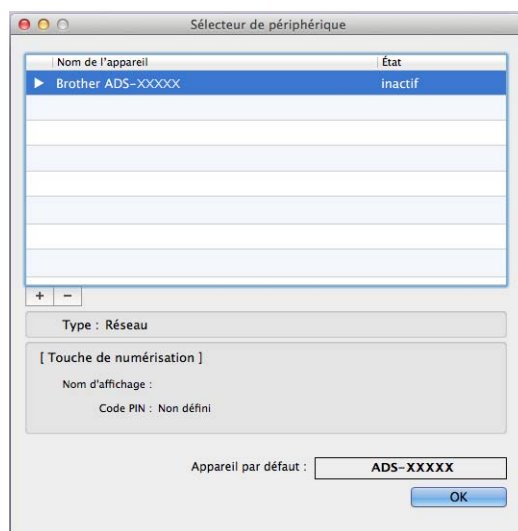 Sélecteur de périphérique
Nom de l'appareil État
Brother ADS-XXXXX inactif
+ −
Type : Réseau
[ Touche de numérisation ]
Nom d'affichage :
Code PIN : Non défini
Appareil par défaut : ADS-XXXXX
OK